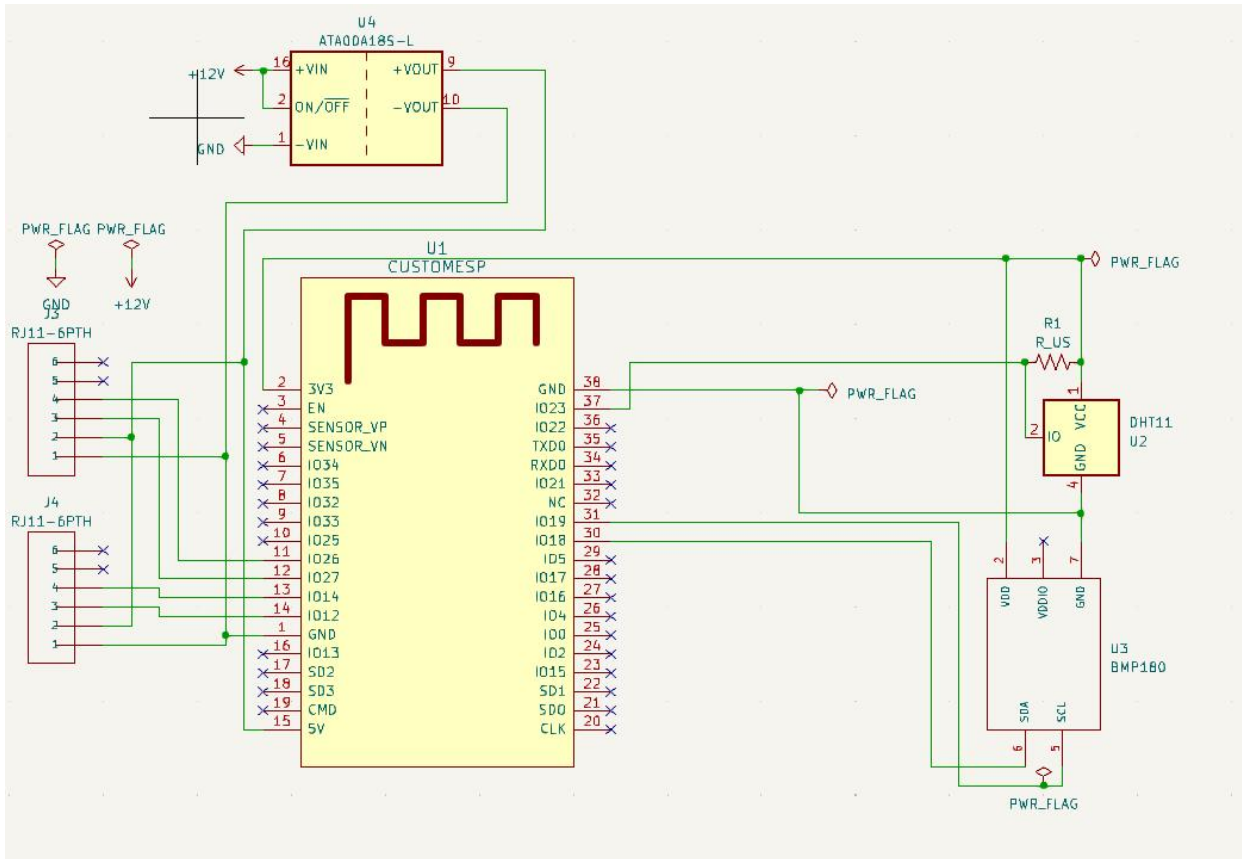 U4
ATA00A18S-L
+12V
16
+VIN
+VOUT
9
2
ON/OFF
-VOUT
10
GND
1
-VIN
PWR_FLAG
PWR_FLAG
GND
+12V
J3
RJ11-6PTH
6
5
4
3
2
1
J4
RJ11-6PTH
6
5
4
3
2
1
U1
CUSTOMESP
2 3V3
3 EN
4 SENSOR_VP
5 SENSOR_VN
6 IO34
7 IO35
8 IO32
9 IO33
10 IO25
11 IO26
12 IO27
13 IO14
14 IO12
1 GND
16 IO13
17 SD2
18 SD3
19 CMD
15 5V
GND 38
IO23 37
IO22 36
TXD0 35
RXD0 34
IO21 33
NC 32
IO19 31
IO18 30
IO5 29
IO17 28
IO16 27
IO4 26
IO0 25
IO2 24
IO15 23
SD1 22
SD0 21
CLK 20
PWR_FLAG
PWR_FLAG
R1
R_US
1
VCC
2
IO
GND
4
DHT11
U2
2
3
7
VDD
VDDIO
GND
U3
BMP180
SDA
SCL
6
5
PWR_FLAG